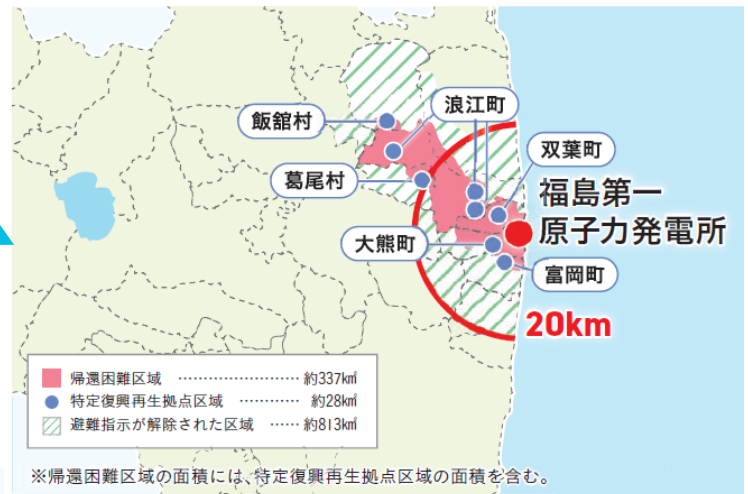 飯舘村
浪江町
双葉町
葛尾村
福島第一
原子力発電所
大熊町
富岡町
20km
帰還困難区域 …………………… 約337km²
特定復興再生拠点区域 ………… 約28km²
避難指示が解除された区域 …… 約813km²
※帰還困難区域の面積には、特定復興再生拠点区域の面積を含む。